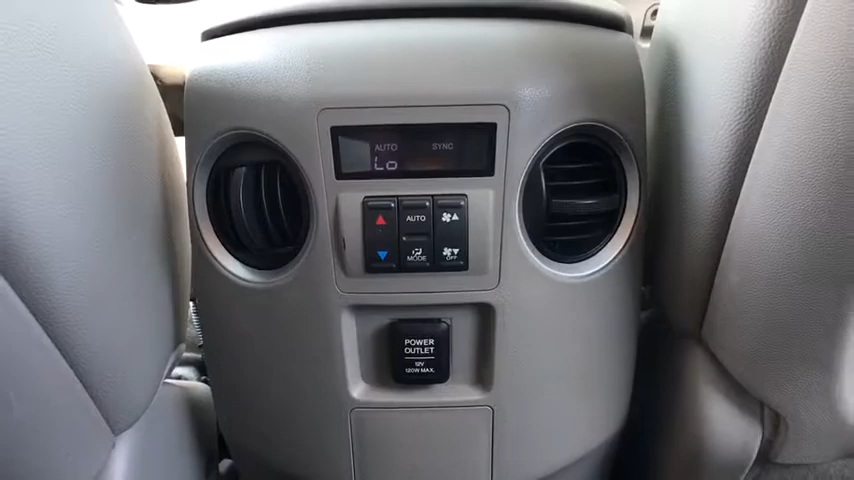 AUTO SYNC
Lo
AUTO
MODE OFF
POWER
OUTLET
12V
120W MAX.